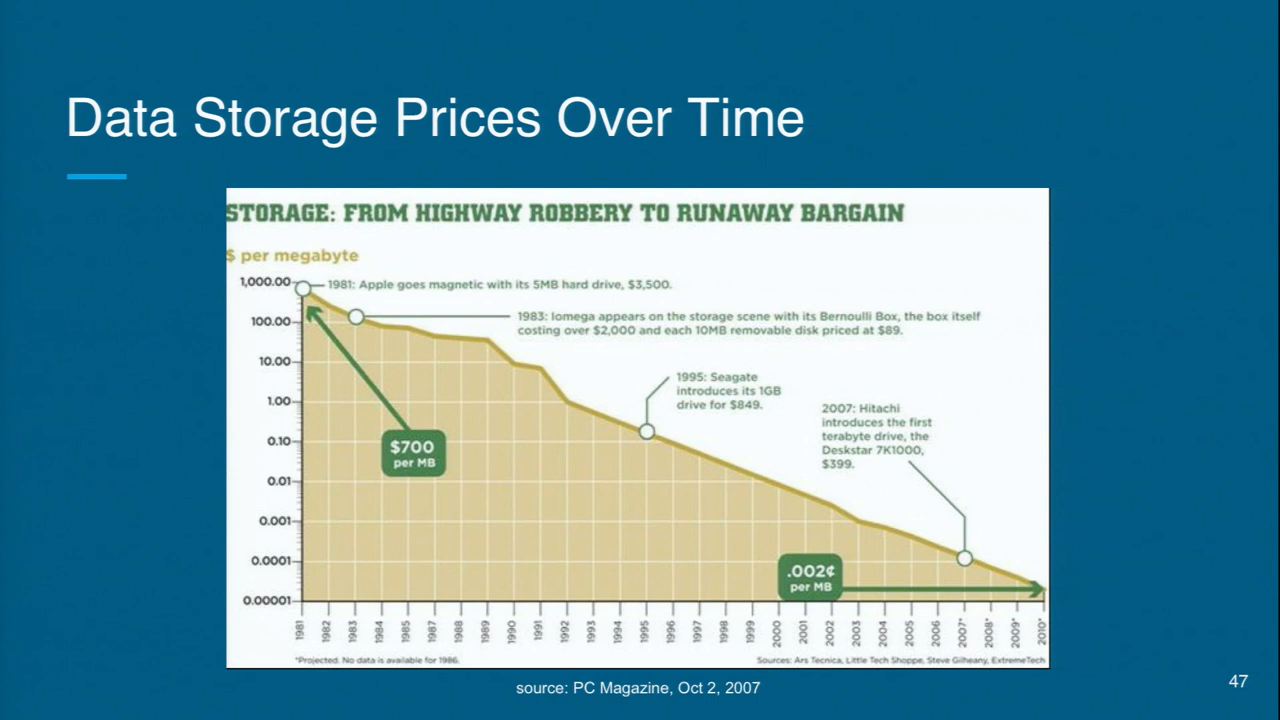 Data Storage Prices Over Time
STORAGE: FROM HIGHWAY ROBBERY TO RUNAWAY BARGAIN
$ per megabyte
1,000.00
100.00
10.00
1.00
0.10
0.01
0.001
0.0001
0.00001
1981: Apple goes magnetic with its 5MB hard drive, $3,500.
1983: Iomega appears on the storage scene with its Bernoulli Box, the box itself
costing over $2,000 and each 10MB removable disk priced at $89.
1995: Seagate
introduces its 1GB
drive for $849.
2007: Hitachi
introduces the first
terabyte drive, the
Deskstar 7K1000,
$399.
$700
per MB
.002¢
per MB
1981
1982
1983
1984
1985
1987
1988
1989
1990
1991
1992
1993
1994
1995
1996
1997
1998
1999
2000
2001
2002
2003
2004
2005
2006
2007*
2008*
2009*
2010*
*Projected. No data is available for 1986.
Sources: Ars Tecnica, Little Tech Shoppe, Steve Gilheany, ExtremeTech
source: PC Magazine, Oct 2, 2007
47